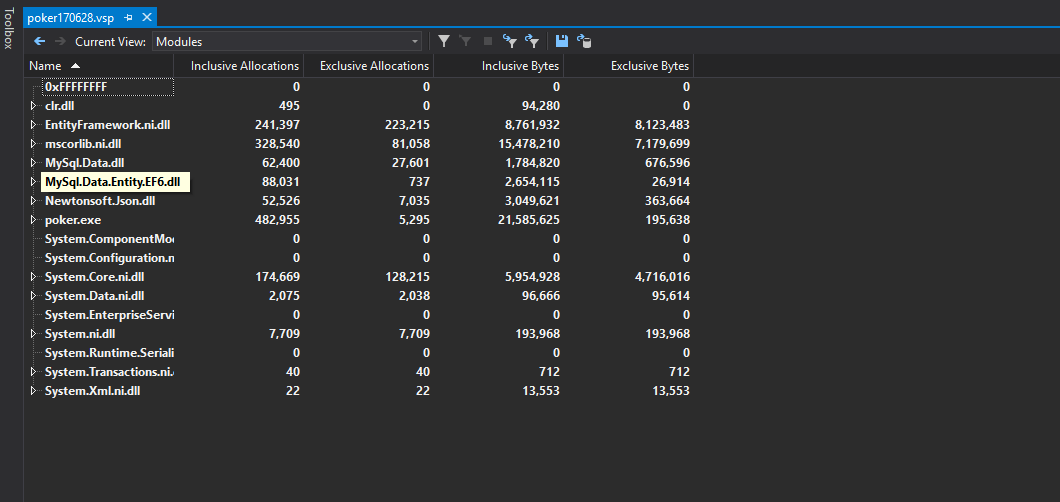 Toolbox
poker170628.vsp
Current View: Modules
Name Inclusive Allocations Exclusive Allocations Inclusive Bytes Exclusive Bytes
0xFFFFFFFF 0 0 0 0
clr.dll 495 0 94,280 0
EntityFramework.ni.dll 241,397 223,215 8,761,932 8,123,483
mscorlib.ni.dll 328,540 81,058 15,478,210 7,179,699
MySql.Data.dll 62,400 27,601 1,784,820 676,596
MySql.Data.Entity.EF6.dll 88,031 737 2,654,115 26,914
Newtonsoft.Json.dll 52,526 7,035 3,049,621 363,664
poker.exe 482,955 5,295 21,585,625 195,638
System.ComponentMod 0 0 0 0
System.Configuration.n 0 0 0 0
System.Core.ni.dll 174,669 128,215 5,954,928 4,716,016
System.Data.ni.dll 2,075 2,038 96,666 95,614
System.EnterpriseServi 0 0 0 0
System.ni.dll 7,709 7,709 193,968 193,968
System.Runtime.Seriali 0 0 0 0
System.Transactions.ni. 40 40 712 712
System.Xml.ni.dll 22 22 13,553 13,553